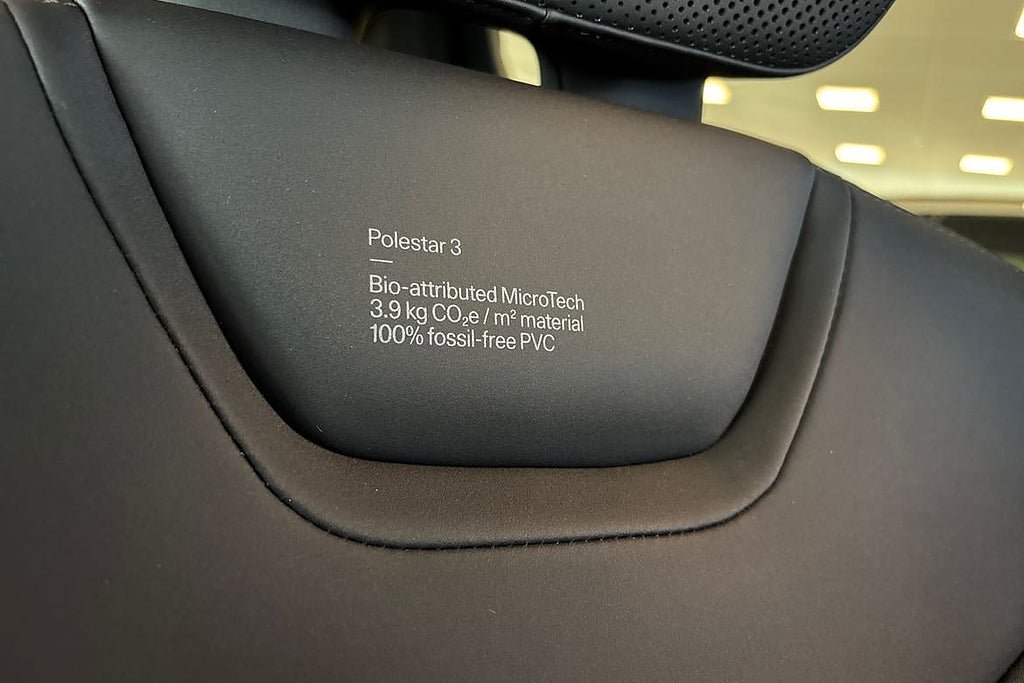 Polestar 3
—
Bio-attributed MicroTech
3.9 kg CO₂e / m² material
100% fossil-free PVC